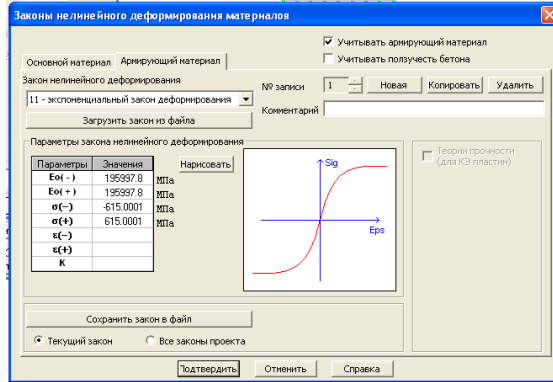 Законы нелинейного деформирования материалов
Основной материал
Армирующий материал
Учитывать армирующий материал
Учитывать ползучесть бетона
Закон нелинейного деформирования
11 - экспоненциальный закон деформирования
Загрузить закон из файла
№ записи
1
Новая
Копировать
Удалить
Комментарий
Параметры закона нелинейного деформирования
Параметры Значения
Eo( - ) 195997.8 МПа
Eo( + ) 195997.8 МПа
σ(−) -615.0001 МПа
σ(+) 615.0001 МПа
ε(−)
ε(+)
K
Нарисовать
Sig
Eps
Теории прочности
(для КЭ пластин)
Сохранить закон в файл
Текущий закон
Все законы проекта
Подтвердить
Отменить
Справка